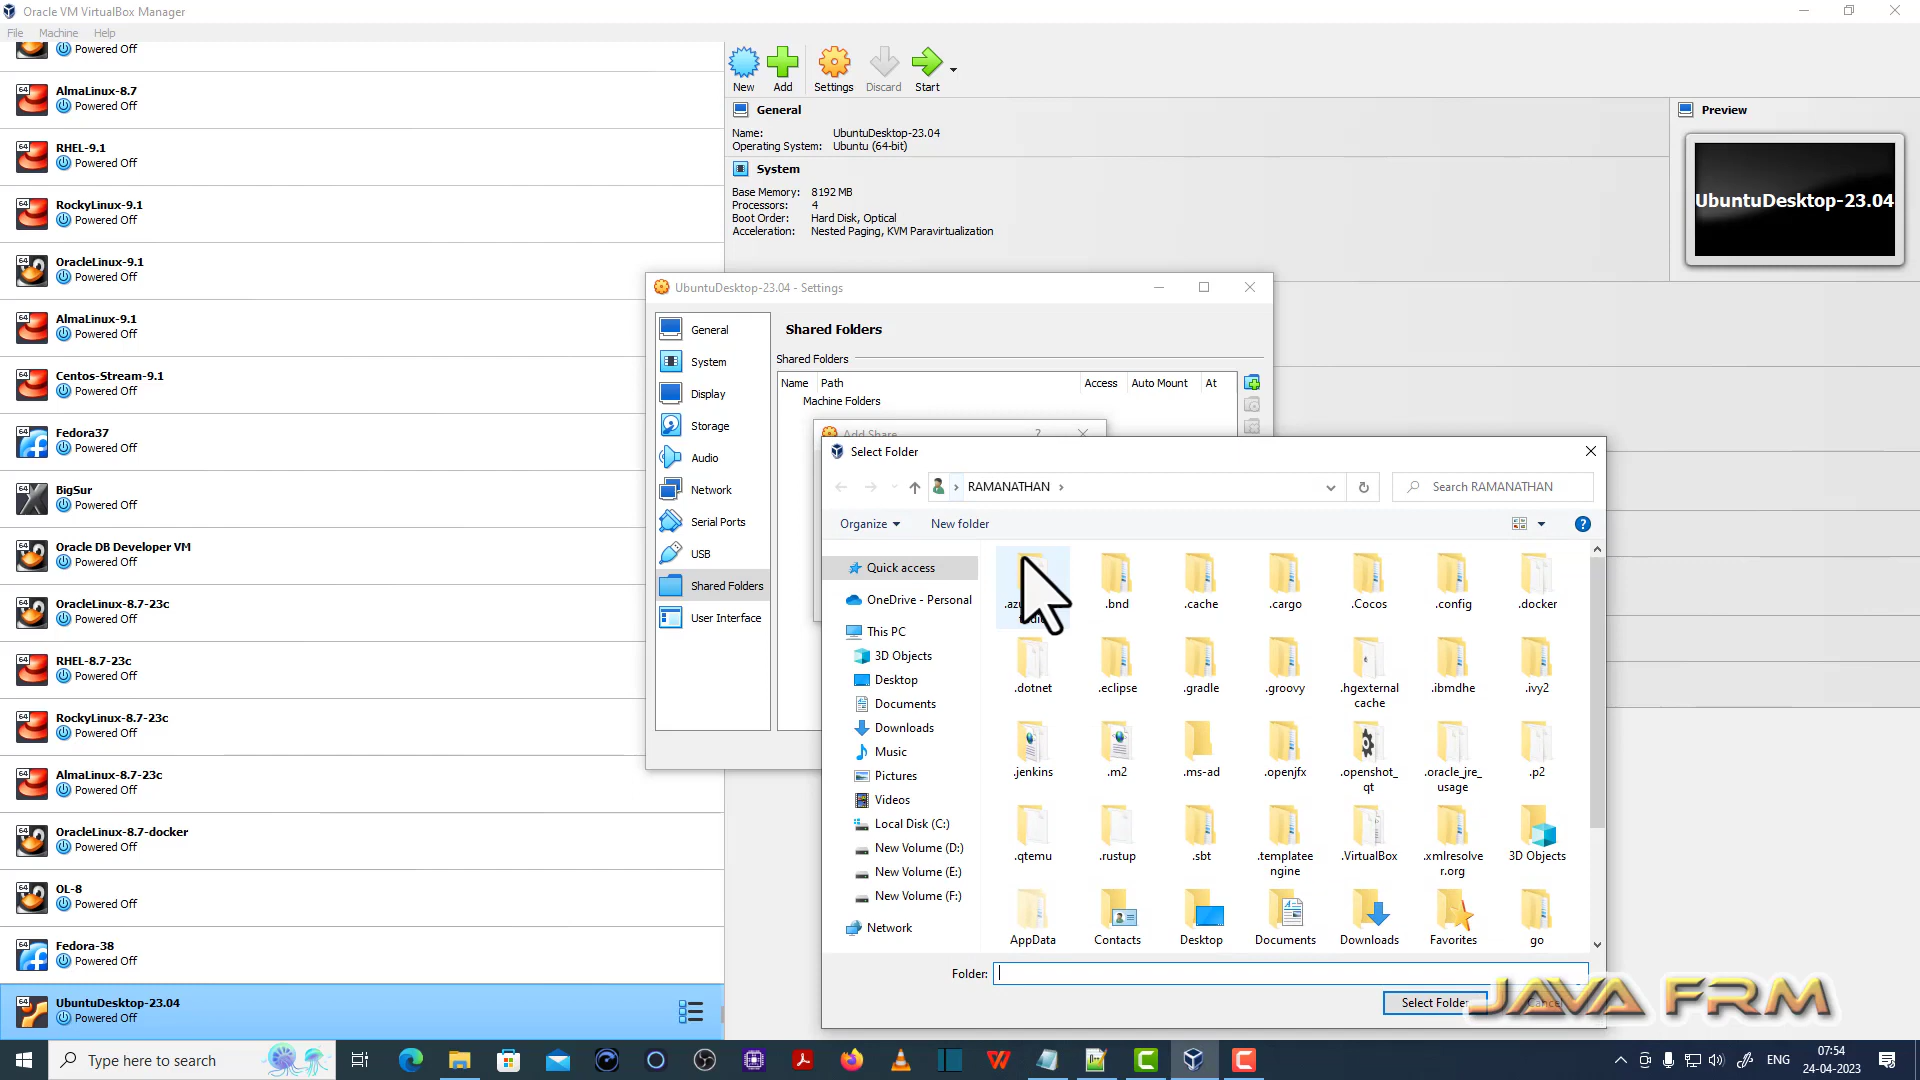 Oracle VM VirtualBox Manager
File Machine Help
Powered Off
AlmaLinux-8.7
Powered Off
RHEL-9.1
Powered Off
RockyLinux-9.1
Powered Off
OracleLinux-9.1
Powered Off
AlmaLinux-9.1
Powered Off
Centos-Stream-9.1
Powered Off
Fedora37
Powered Off
BigSur
Powered Off
Oracle DB Developer VM
Powered Off
OracleLinux-8.7-23c
Powered Off
RHEL-8.7-23c
Powered Off
RockyLinux-8.7-23c
Powered Off
AlmaLinux-8.7-23c
Powered Off
OracleLinux-8.7-docker
Powered Off
OL-8
Powered Off
Fedora-38
Powered Off
UbuntuDesktop-23.04
Powered Off
New Add Settings Discard Start
General
Name: UbuntuDesktop-23.04
Operating System: Ubuntu (64-bit)
System
Base Memory: 8192 MB
Processors: 4
Boot Order: Hard Disk, Optical
Acceleration: Nested Paging, KVM Paravirtualization
Preview
UbuntuDesktop-23.04
UbuntuDesktop-23.04 - Settings
General
System
Display
Storage
Audio
Network
Serial Ports
USB
Shared Folders
User Interface
Shared Folders
Shared Folders
Name Path Access Auto Mount At
Machine Folders
Add Share ?
Select Folder
RAMANATHAN
Search RAMANATHAN
Organize New folder
Quick access
OneDrive - Personal
This PC
3D Objects
Desktop
Documents
Downloads
Music
Pictures
Videos
Local Disk (C:)
New Volume (D:)
New Volume (E:)
New Volume (F:)
Network
.bnd .cache .cargo .Cocos .config .docker
.dotnet .eclipse .gradle .groovy .hgexternal .ibmdhe .ivy2
cache
.jenkins .m2 .ms-ad .openjfx .openshot_ .oracle_jre_ .p2
qt usage
.qtemu .rustup .sbt .templatee .VirtualBox .xmlresolve 3D Objects
ngine r.org
AppData Contacts Desktop Documents Downloads Favorites go
Folder:
Select Folder Cancel
JAVA FRM
Type here to search
ENG
07:54
24-04-2023